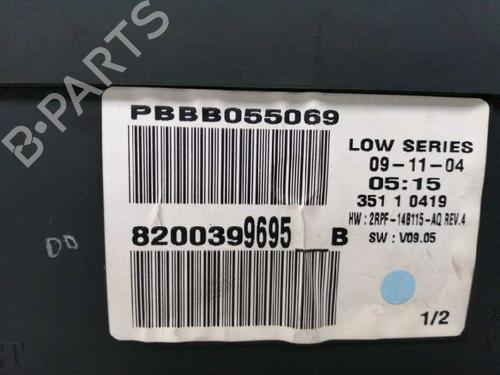 PBBB055069
LOW SERIES
09-11-04
05:15
351 1 0419
HW : 2RPF-14B115-AQ REV.4
SW : V09.05
8200399695 B
1/2
B-PARTS